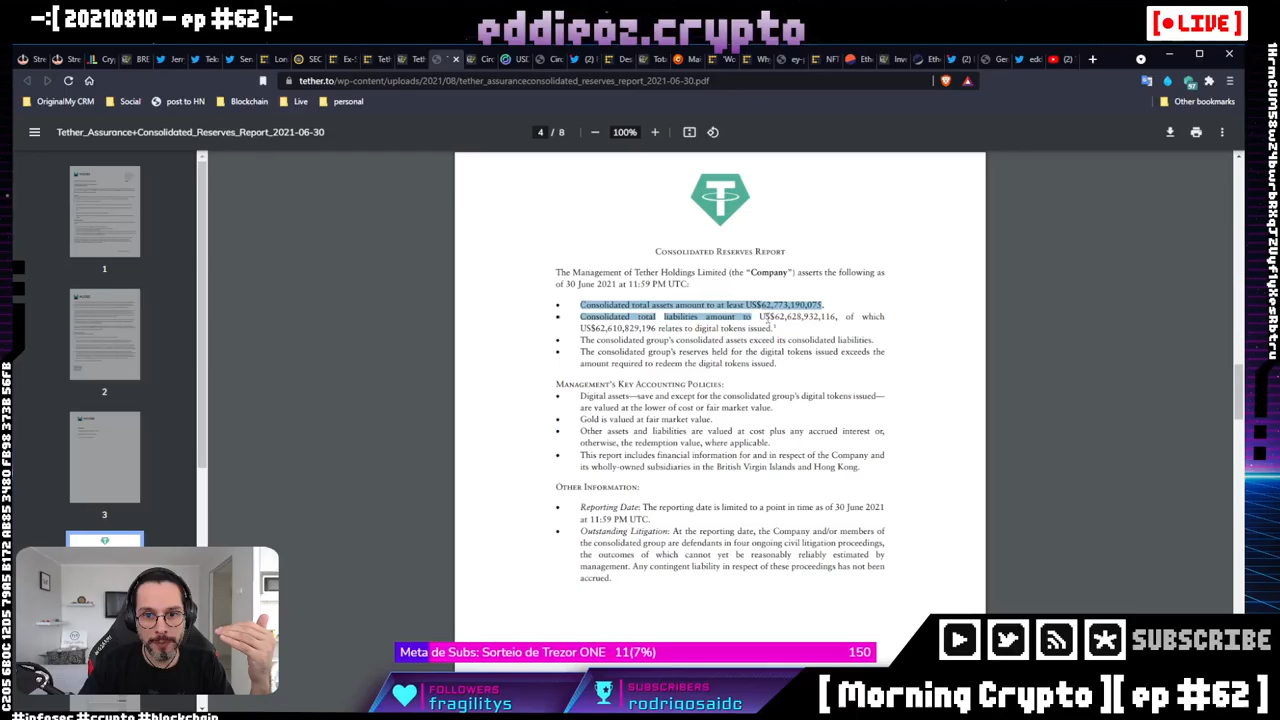 -:[ 20210810 - ep #62 ]:-
eddieoz.crypto
[● LIVE ]
tether.to/wp-content/uploads/2021/08/tether_assuranceconsolidated_reserves_report_2021-06-30.pdf
OriginalMy CRM
Social
post to HN
Blockchain
Live
personal
Other bookmarks
Tether_Assurance+Consolidated_Reserves_Report_2021-06-30
4 / 8
100%
1
2
3
Consolidated Reserves Report
The Management of Tether Holdings Limited (the “Company”) asserts the following as
of 30 June 2021 at 11:59 PM UTC:
• Consolidated total assets amount to at least US$62,773,190,075.
• Consolidated total liabilities amount to US$62,628,932,116, of which
US$62,610,829,196 relates to digital tokens issued.¹
• The consolidated group's consolidated assets exceed its consolidated liabilities.
• The consolidated group's reserves held for the digital tokens issued exceeds the
amount required to redeem the digital tokens issued.
Management's Key Accounting Policies:
• Digital assets—save and except for the consolidated group's digital tokens issued—
are valued at the lower of cost or fair market value.
• Gold is valued at fair market value.
• Other assets and liabilities are valued at cost plus any accrued interest or,
otherwise, the redemption value, where applicable.
• This report includes financial information for and in respect of the Company and
its wholly-owned subsidiaries in the British Virgin Islands and Hong Kong.
Other Information:
• Reporting Date: The reporting date is limited to a point in time as of 30 June 2021
at 11:59 PM UTC.
• Outstanding Litigation: At the reporting date, the Company and/or members of
the consolidated group are defendants in four ongoing civil litigation proceedings,
the outcomes of which cannot yet be reasonably reliably estimated by
management. Any contingent liability in respect of these proceedings has not been
accrued.
Meta de Subs: Sorteio de Trezor ONE 11(7%)
150
SUBSCRIBE
FOLLOWERS
fragilitys
SUBSCRIBERS
rodrigosaidc
[ Morning Crypto ][ ep #62 ]
#infosec #crypto #blockchain